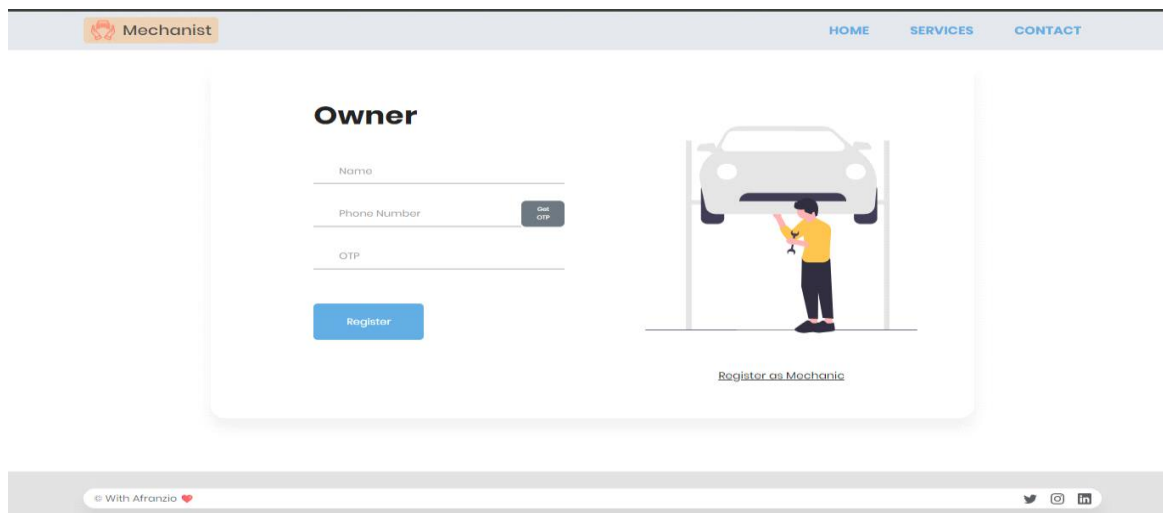 Mechanist
HOME SERVICES CONTACT
Owner
Name
Phone Number
Get
OTP
OTP
Register
Register as Mechanic
© With Afranzio ❤